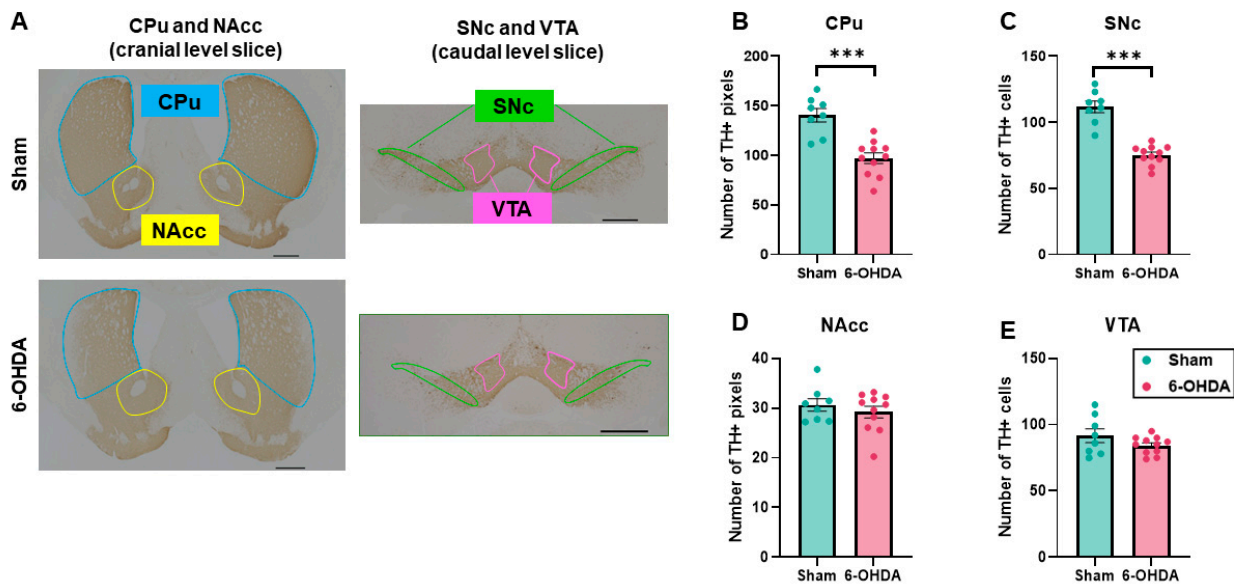 A
CPu and NAcc
(cranial level slice)
SNc and VTA
(caudal level slice)
Sham
CPu
NAcc
SNc
VTA
6-OHDA
B
CPu
***
Number of TH+ pixels
200
150
100
50
0
Sham 6-OHDA
C
SNc
***
Number of TH+ cells
150
100
50
0
Sham 6-OHDA
D
NAcc
Number of TH+ pixels
40
30
20
10
0
Sham 6-OHDA
E
VTA
Number of TH+ cells
150
100
50
0
Sham 6-OHDA
Sham
6-OHDA